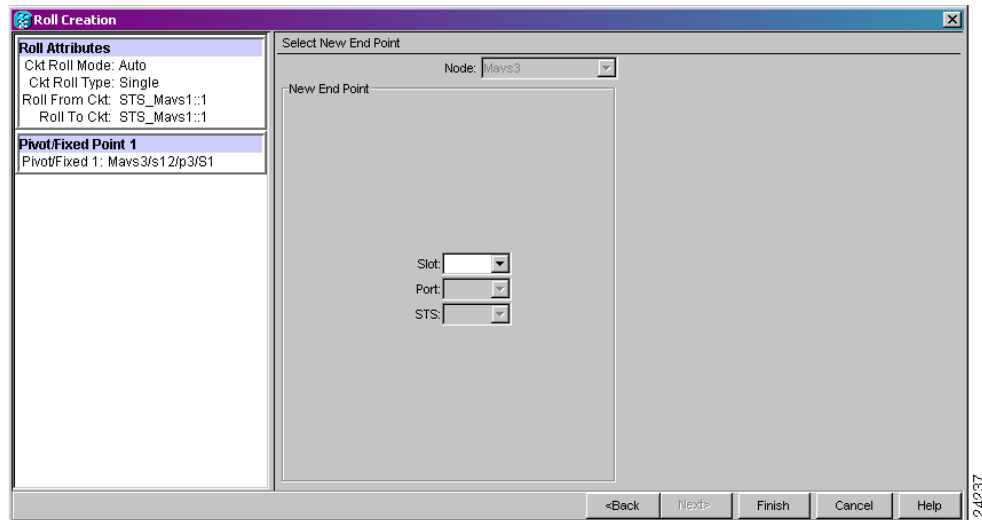 Roll Creation
Roll Attributes
Ckt Roll Mode: Auto
Ckt Roll Type: Single
Roll From Ckt: STS_Mavs1::1
Roll To Ckt: STS_Mavs1::1
Pivot/Fixed Point 1
Pivot/Fixed 1: Mavs3/s12/p3/S1
Select New End Point
Node: Mavs3
New End Point
Slot:
Port:
STS:
<Back Next> Finish Cancel Help
24237